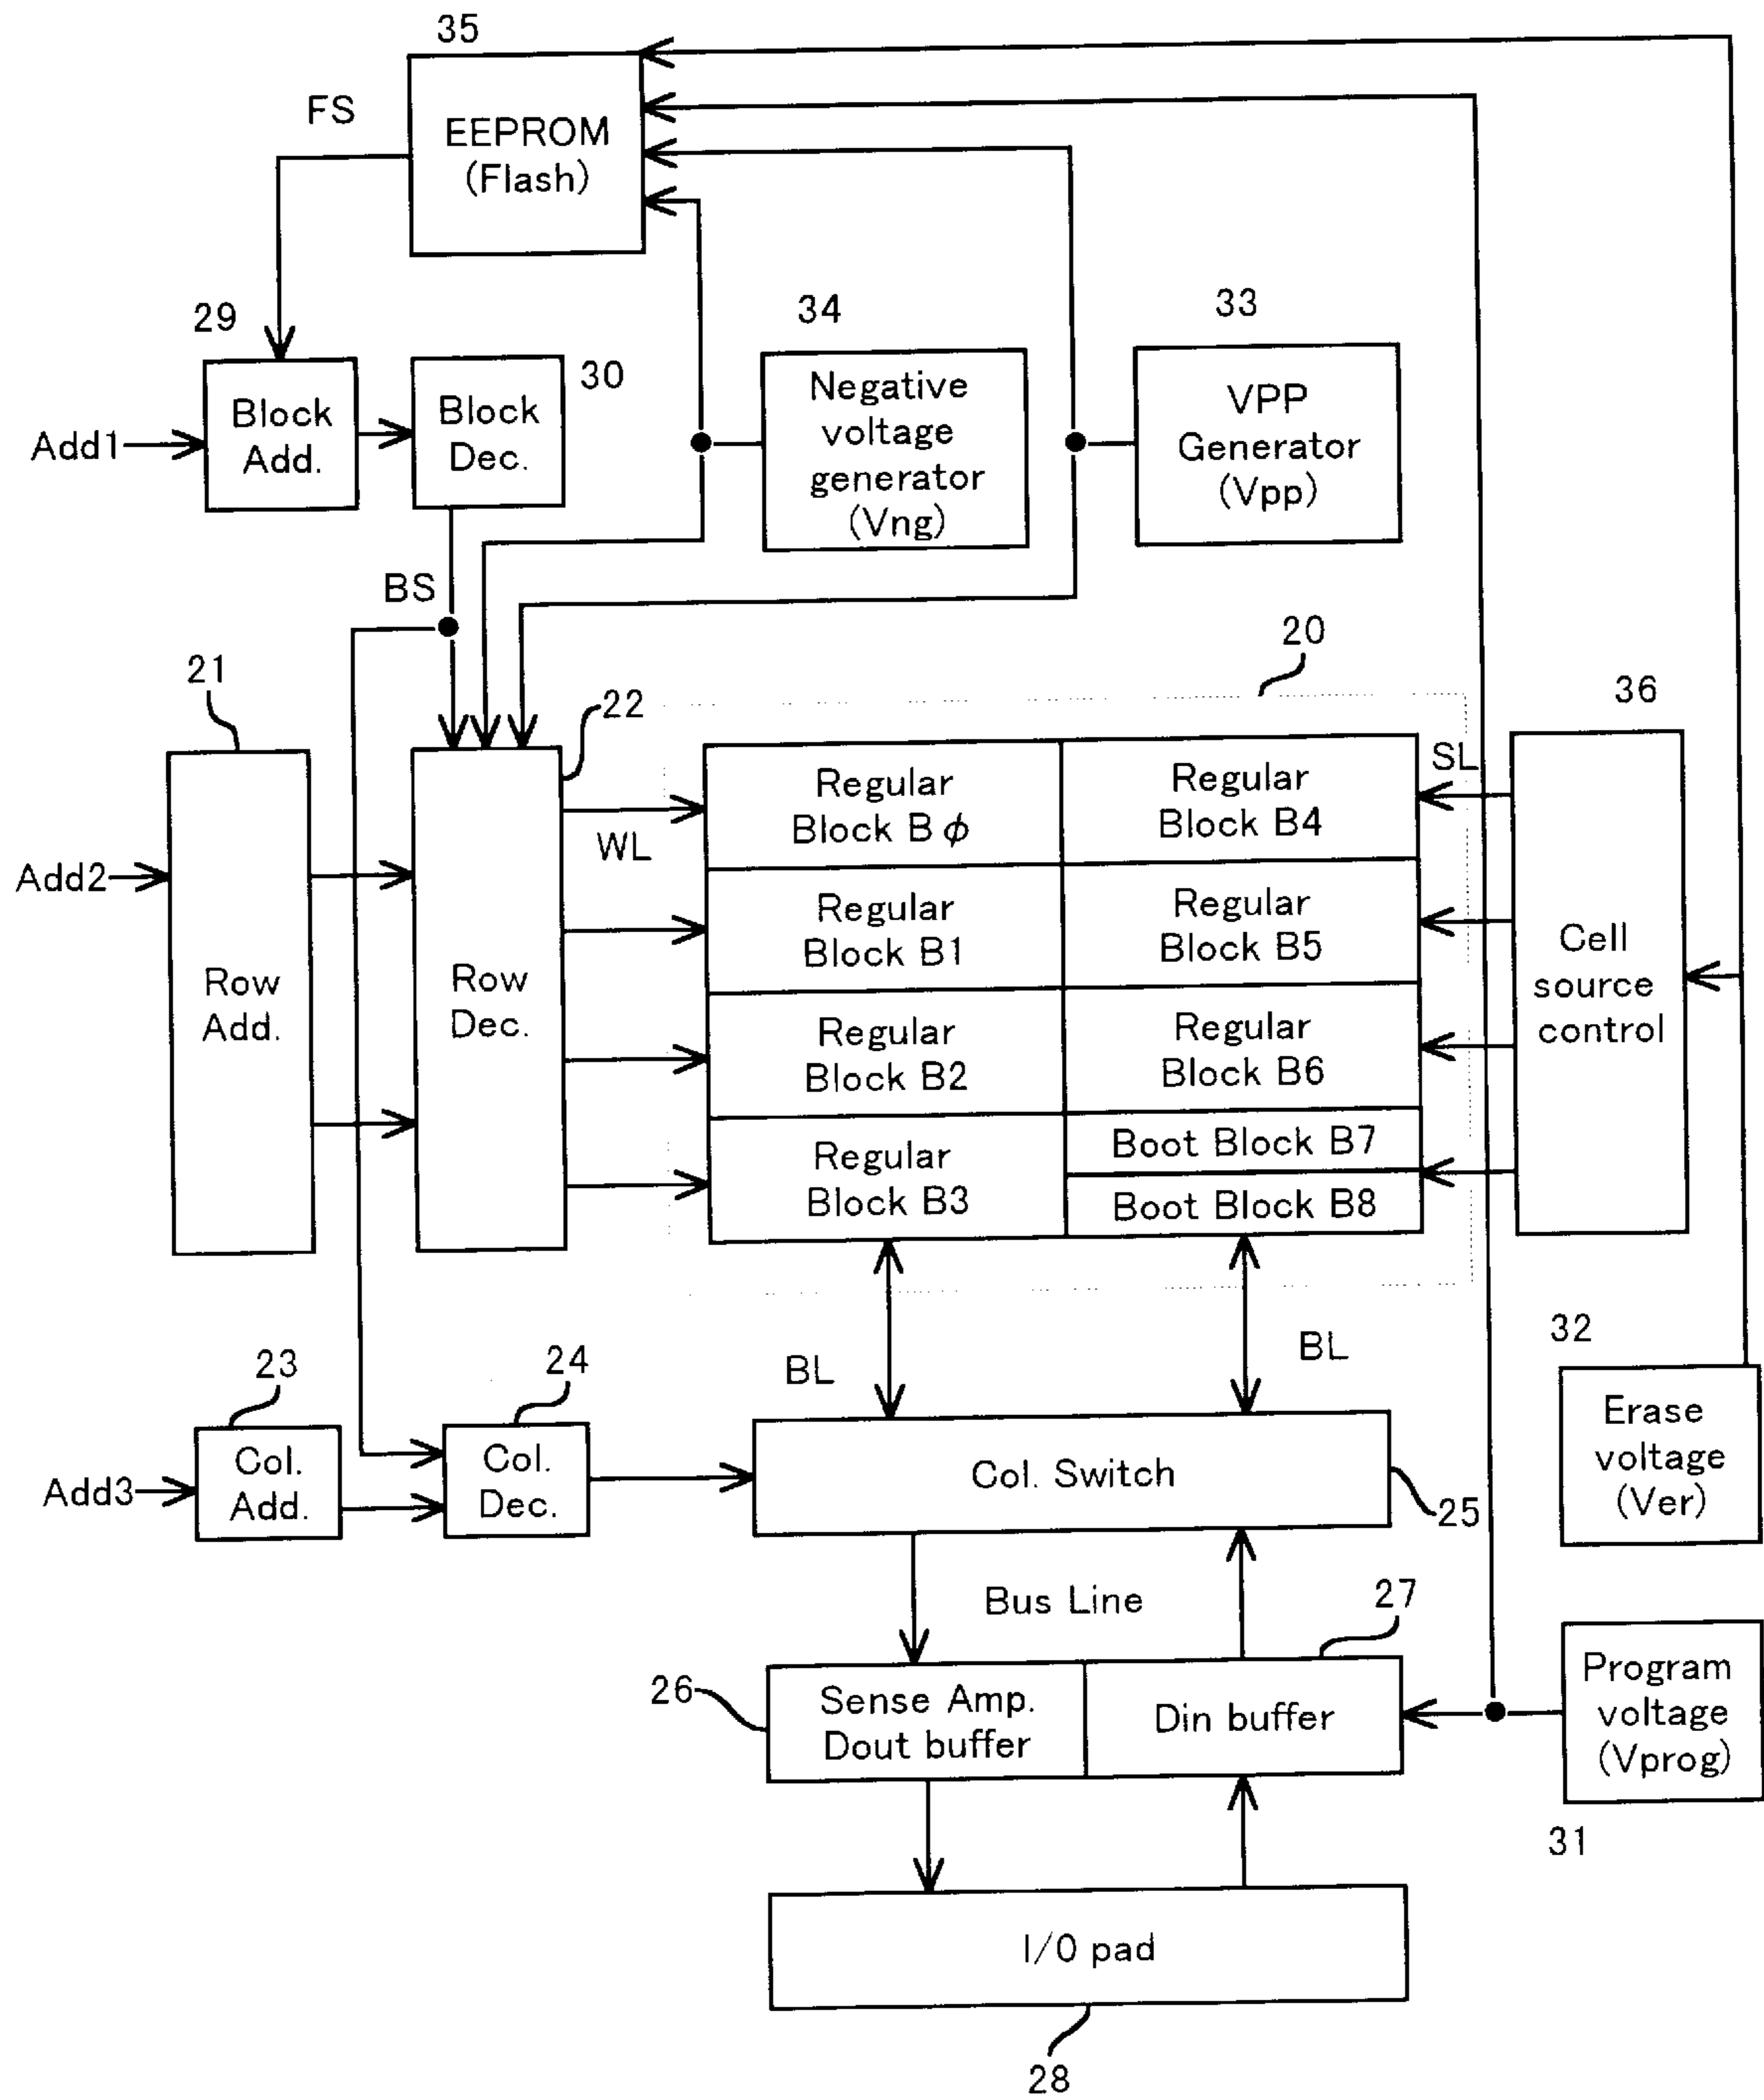 35
FS
EEPROM
(Flash)
29
34
33
30
Block
Add.
Block
Dec.
Negative
voltage
generator
(Vng)
VPP
Generator
(Vpp)
Add1
BS
20
21
22
36
SL
WL
Add2
Row
Add.
Row
Dec.
Regular
Block Bϕ
Regular
Block B4
Regular
Block B1
Regular
Block B5
Regular
Block B2
Regular
Block B6
Regular
Block B3
Boot Block B7
Boot Block B8
Cell
source
control
32
23
24
BL
BL
Erase
voltage
(Ver)
Add3
Col.
Add.
Col.
Dec.
Col. Switch
25
Bus Line
27
26
Sense Amp.
Dout buffer
Din buffer
Program
voltage
(Vprog)
31
I/O pad
28